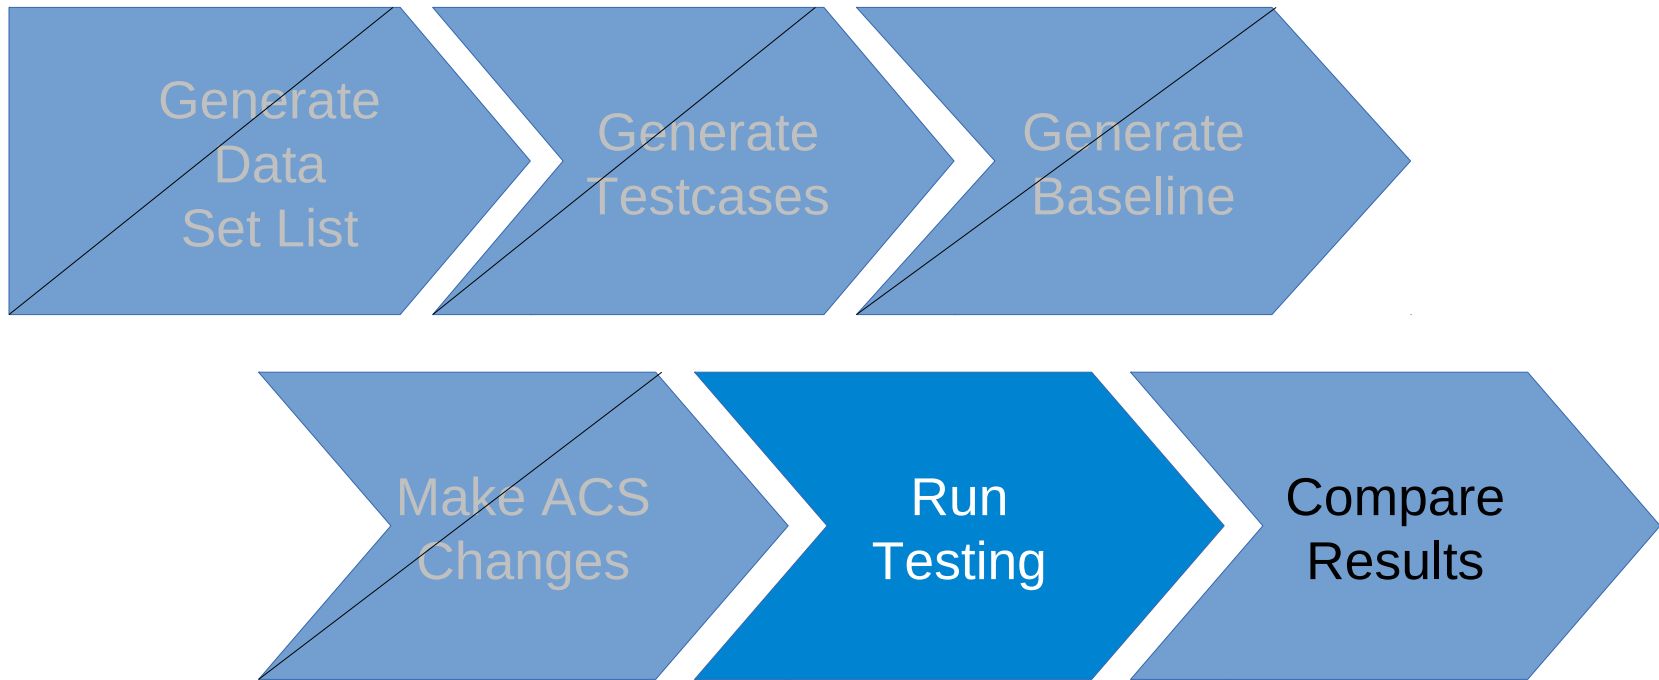 Generate
Data
Set List
Generate
Testcases
Generate
Baseline
Make ACS
Changes
Run
Testing
Compare
Results